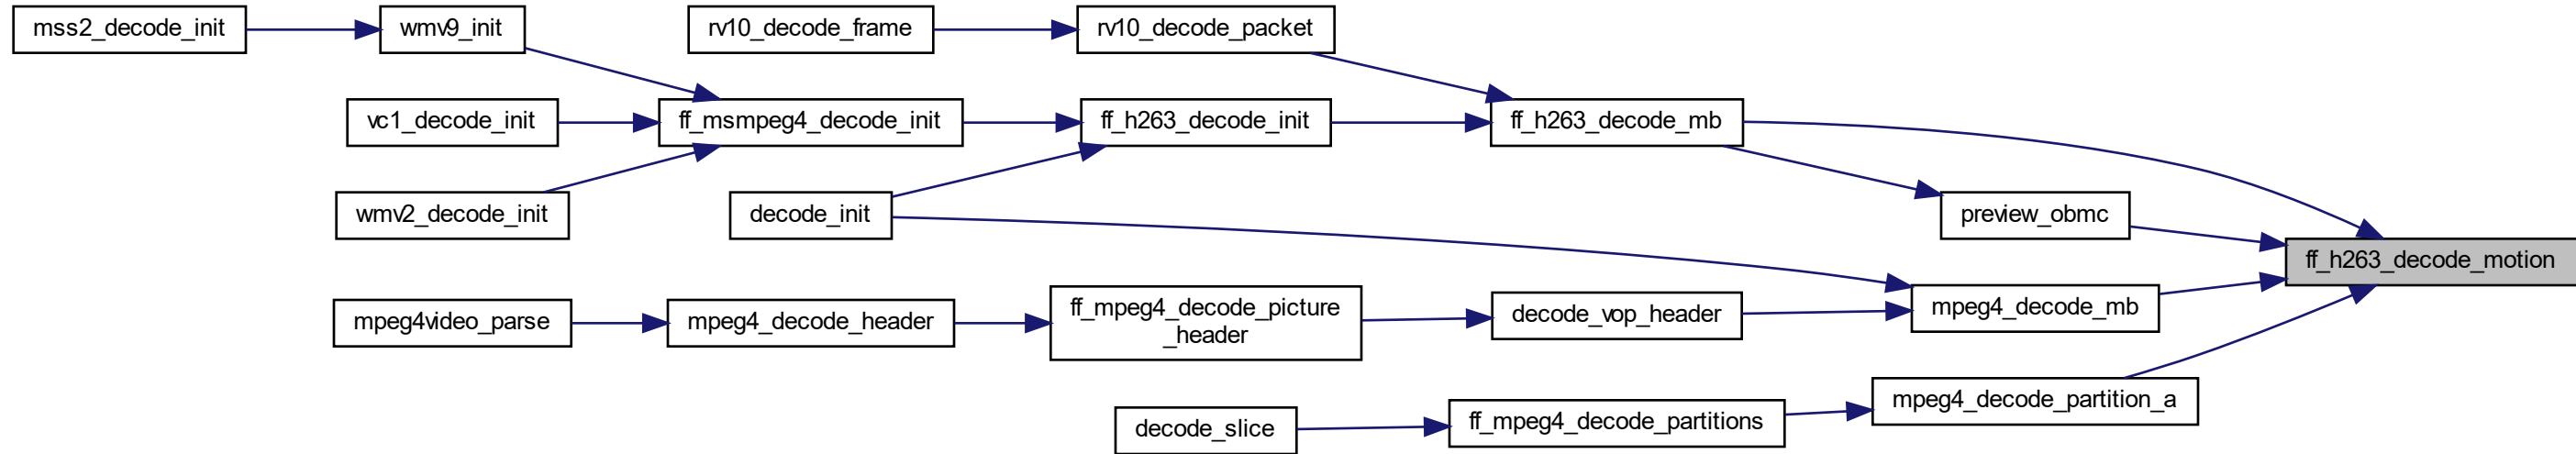 mss2_decode_init
wmv9_init
rv10_decode_frame
rv10_decode_packet
vc1_decode_init
ff_msmpeg4_decode_init
ff_h263_decode_init
ff_h263_decode_mb
wmv2_decode_init
decode_init
preview_obmc
ff_h263_decode_motion
mpeg4video_parse
mpeg4_decode_header
ff_mpeg4_decode_picture
_header
decode_vop_header
mpeg4_decode_mb
decode_slice
ff_mpeg4_decode_partitions
mpeg4_decode_partition_a